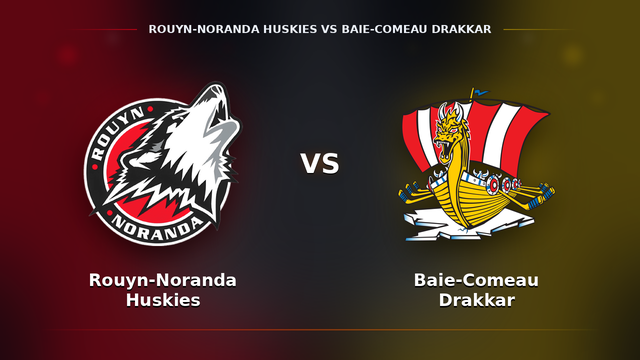 ROUYN-NORANDA HUSKIES VS BAIE-COMEAU DRAKKAR
ROUYN
NORANDA
VS
Rouyn-Noranda
Huskies
Baie-Comeau
Drakkar